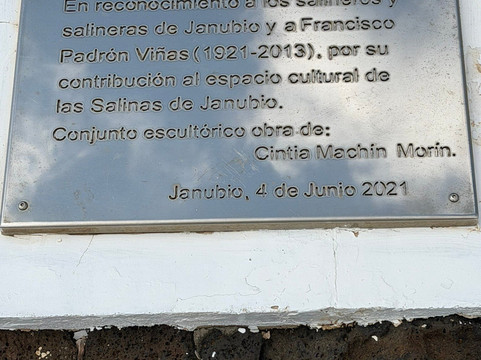 En reconocimiento a los salineros y
salineras de Janubio y a Francisco
Padrón Viñas (1921-2013), por su
contribución al espacio cultural de
las Salinas de Janubio.
Conjunto escultórico obra de:
Cintia Machín Morín.
Janubio, 4 de Junio 2021